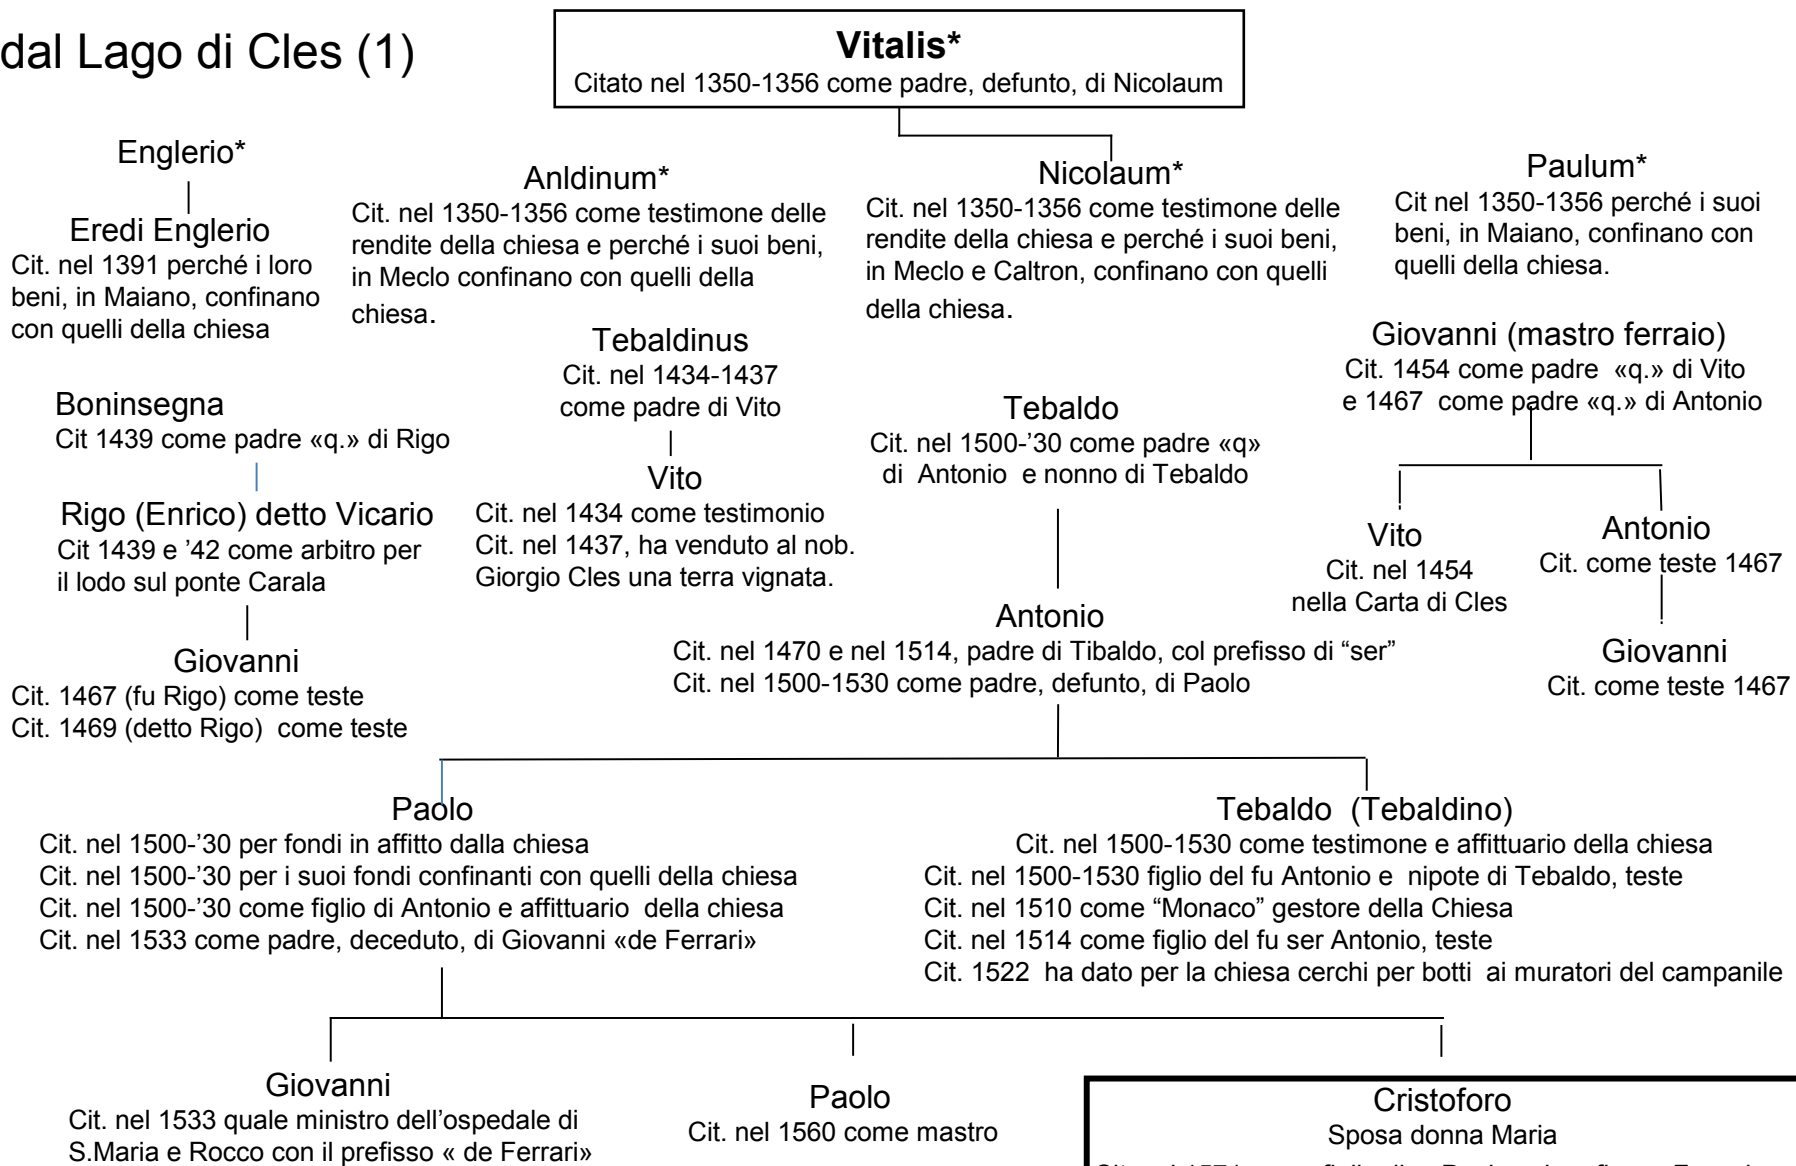 dal Lago di Cles (1)
Vitalis*
Citato nel 1350-1356 come padre, defunto, di Nicolaum
Englerio*
Eredi Englerio
Cit. nel 1391 perché i loro
beni, in Maiano, confinano
con quelli della chiesa
Anldinum*
Cit. nel 1350-1356 come testimone delle
rendite della chiesa e perché i suoi beni,
in Meclo confinano con quelli della
chiesa.
Nicolaum*
Cit. nel 1350-1356 come testimone delle
rendite della chiesa e perché i suoi beni,
in Meclo e Caltron, confinano con quelli
della chiesa.
Paulum*
Cit nel 1350-1356 perché i suoi
beni, in Maiano, confinano con
quelli della chiesa.
Boninsegna
Cit 1439 come padre «q.» di Rigo
Rigo (Enrico) detto Vicario
Cit 1439 e ’42 come arbitro per
il lodo sul ponte Carala
Giovanni
Cit. 1467 (fu Rigo) come teste
Cit. 1469 (detto Rigo) come teste
Tebaldinus
Cit. nel 1434-1437
come padre di Vito
Vito
Cit. nel 1434 come testimonio
Cit. nel 1437, ha venduto al nob.
Giorgio Cles una terra vignata.
Tebaldo
Cit. nel 1500-’30 come padre «q»
di Antonio e nonno di Tebaldo
Giovanni (mastro ferraio)
Cit. 1454 come padre «q.» di Vito
e 1467 come padre «q.» di Antonio
Vito
Cit. nel 1454
nella Carta di Cles
Antonio
Cit. come teste 1467
Giovanni
Cit. come teste 1467
Antonio
Cit. nel 1470 e nel 1514, padre di Tibaldo, col prefisso di “ser”
Cit. nel 1500-1530 come padre, defunto, di Paolo
Paolo
Cit. nel 1500-’30 per fondi in affitto dalla chiesa
Cit. nel 1500-’30 per i suoi fondi confinanti con quelli della chiesa
Cit. nel 1500-’30 come figlio di Antonio e affittuario della chiesa
Cit. nel 1533 come padre, deceduto, di Giovanni «de Ferrari»
Tebaldo (Tebaldino)
Cit. nel 1500-1530 come testimone e affittuario della chiesa
Cit. nel 1500-1530 figlio del fu Antonio e nipote di Tebaldo, teste
Cit. nel 1510 come “Monaco” gestore della Chiesa
Cit. nel 1514 come figlio del fu ser Antonio, teste
Cit. 1522 ha dato per la chiesa cerchi per botti ai muratori del campanile
Giovanni
Cit. nel 1533 quale ministro dell’ospedale di
S.Maria e Rocco con il prefisso « de Ferrari»
Paolo
Cit. nel 1560 come mastro
Cristoforo
Sposa donna Maria